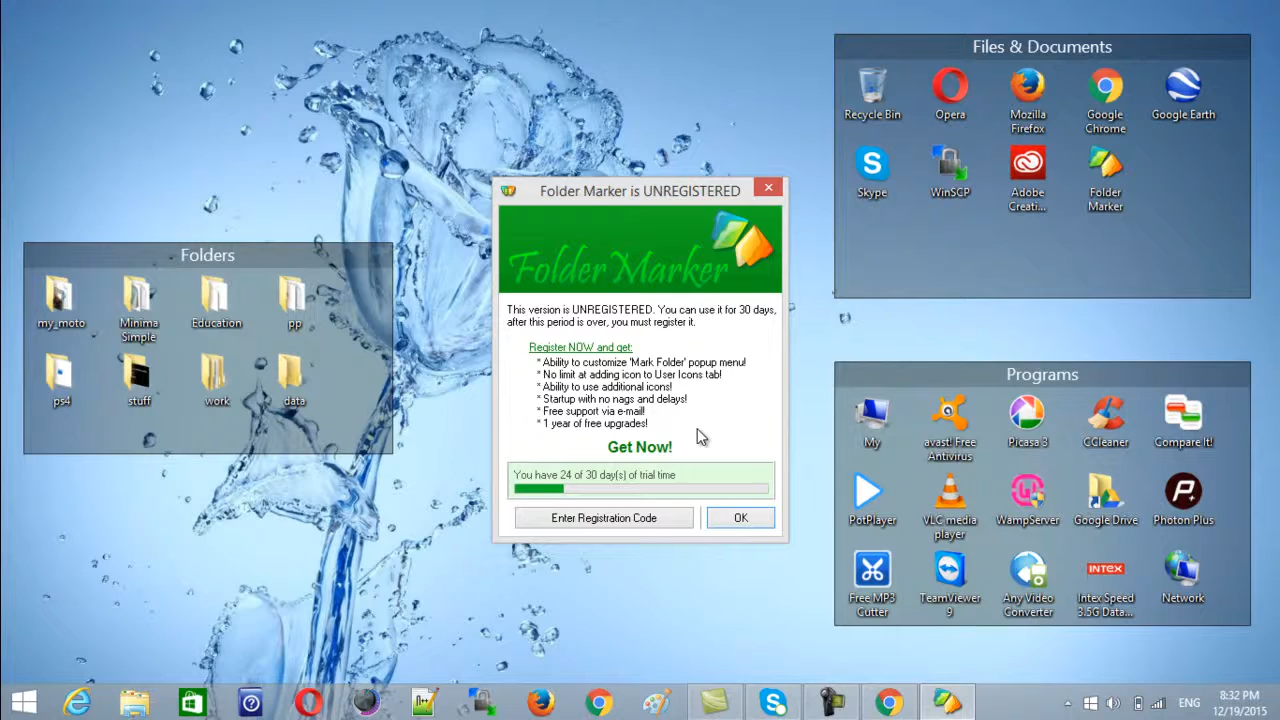 Files & Documents
Recycle Bin
Opera
Mozilla
Firefox
Google
Chrome
Google Earth
Skype
WinSCP
Adobe
Creati...
Folder
Marker
Folders
my_moto
Minima
Simple
Education
pp
ps4
stuff
work
data
Folder Marker is UNREGISTERED
Folder Marker
This version is UNREGISTERED. You can use it for 30 days,
after this period is over, you must register it.
Register NOW and get:
* Ability to customize 'Mark Folder' popup menu!
* No limit at adding icon to User Icons tab!
* Ability to use additional icons!
* Startup with no nags and delays!
* Free support via e-mail!
* 1 year of free upgrades!
Get Now!
You have 24 of 30 day(s) of trial time
Enter Registration Code
OK
Programs
My
avast! Free
Antivirus
Picasa 3
CCleaner
Compare It!
PotPlayer
VLC media
player
WampServer
Google Drive
Photon Plus
Free MP3
Cutter
TeamViewer
9
Any Video
Converter
INTEX
Intex Speed
3.5G Data...
Network
ENG
8:32 PM
12/19/2015